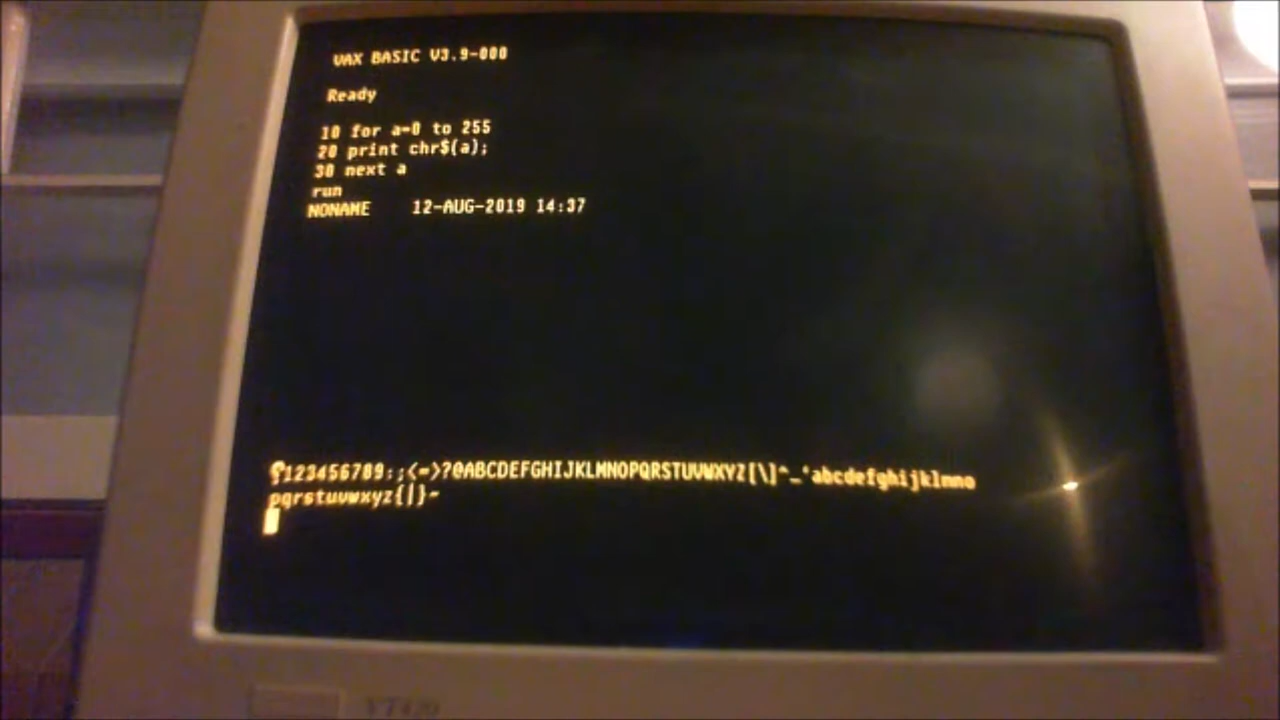 VAX BASIC V3.9-000
Ready
10 for a=0 to 255
20 print chr$(a);
30 next a
run
NONAME 12-AUG-2019 14:37
123456789:;<=>?@ABCDEFGHIJKLMNOPQRSTUVWXYZ[\]^_`abcdefghijklmno
pqrstuvwxyz{|}~
VT420